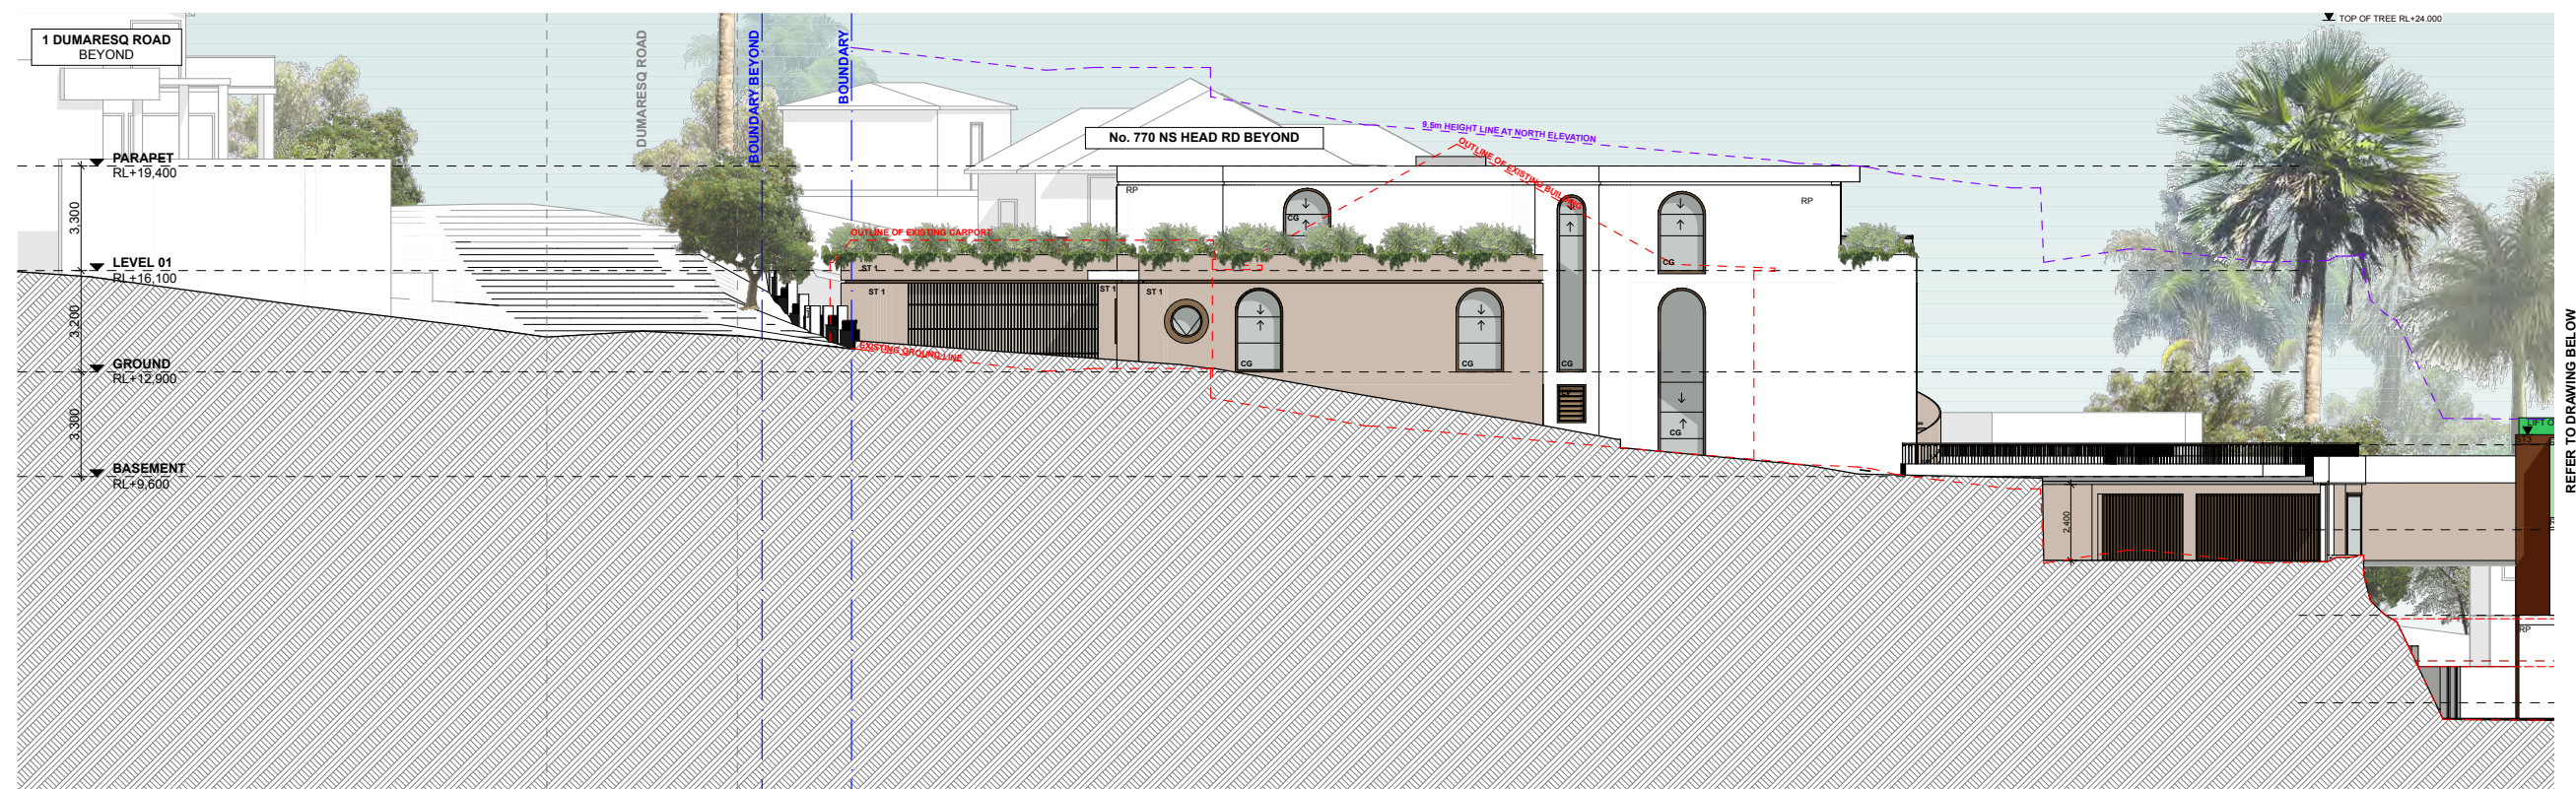 1 DUMARESQ ROAD
BEYOND
DUMARESQ ROAD
BOUNDARY BEYOND
BOUNDARY
TOP OF TREE RL+24.000
No. 770 NS HEAD RD BEYOND
9.5m HEIGHT LINE AT NORTH ELEVATION
OUTLINE OF EXISTING BUILDING
PARAPET
RL+19,400
3,300
RP
RP
CG
OUTLINE OF EXISTING CARPORT
LEVEL 01
RL+16,100
ST 1
CG
ST 1
ST 1
ST 1
3,200
EXISTING GROUND LINE
GROUND
RL+12,900
CG
CG
CG
3,300
CG
BASEMENT
RL+9,600
LIFT O
ST3
2,400
RP
REFER TO DRAWING BELOW